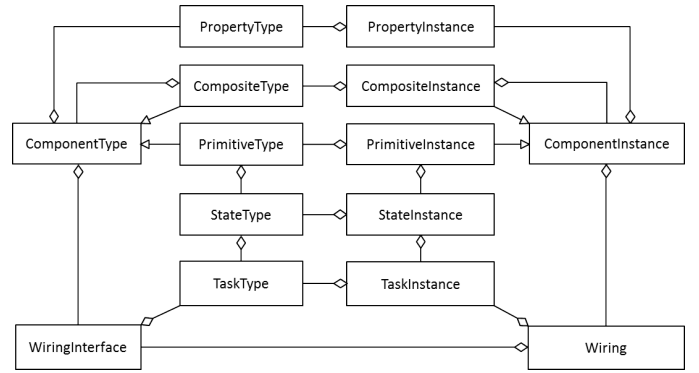 PropertyType
PropertyInstance
CompositeType
CompositeInstance
ComponentType
PrimitiveType
PrimitiveInstance
ComponentInstance
StateType
StateInstance
TaskType
TaskInstance
WiringInterface
Wiring